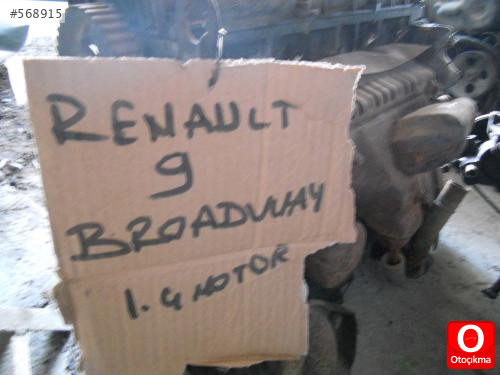 #568915
RENAULT
9
BROADWAY
1.4 MOTOR
O
Otoçıkma